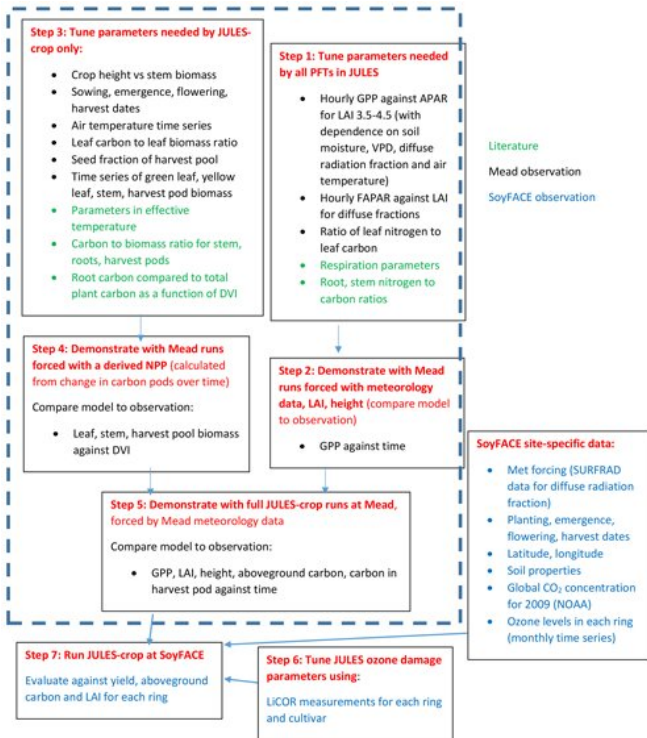 Step 3: Tune parameters needed by JULES-
crop only:
• Crop height vs stem biomass
• Sowing, emergence, flowering,
harvest dates
• Air temperature time series
• Leaf carbon to leaf biomass ratio
• Seed fraction of harvest pool
• Time series of green leaf, yellow
leaf, stem, harvest pod biomass
• Parameters in effective
temperature
• Carbon to biomass ratio for stem,
roots, harvest pods
• Root carbon compared to total
plant carbon as a function of DVI
Step 1: Tune parameters needed
by all PFTs in JULES
• Hourly GPP against APAR
for LAI 3.5-4.5 (with
dependence on soil
moisture, VPD, diffuse
radiation fraction and air
temperature)
• Hourly FAPAR against LAI
for diffuse fractions
• Ratio of leaf nitrogen to
leaf carbon
• Respiration parameters
• Root, stem nitrogen to
carbon ratios
Literature
Mead observation
SoyFACE observation
Step 4: Demonstrate with Mead runs
forced with a derived NPP (calculated
from change in carbon pods over time)
Compare model to observation:
• Leaf, stem, harvest pool biomass
against DVI
Step 2: Demonstrate with Mead
runs forced with meteorology
data, LAI, height (compare model
to observation)
• GPP against time
Step 5: Demonstrate with full JULES-crop runs at Mead,
forced by Mead meteorology data
Compare model to observation:
• GPP, LAI, height, aboveground carbon, carbon in
harvest pod against time
SoyFACE site-specific data:
• Met forcing (SURFRAD
data for diffuse radiation
fraction)
• Planting, emergence,
flowering, harvest dates
• Latitude, longitude
• Soil properties
• Global CO₂ concentration
for 2009 (NOAA)
• Ozone levels in each ring
(monthly time series)
Step 7: Run JULES-crop at SoyFACE
Evaluate against yield, aboveground
carbon and LAI for each ring
Step 6: Tune JULES ozone damage
parameters using:
LiCOR measurements for each ring
and cultivar